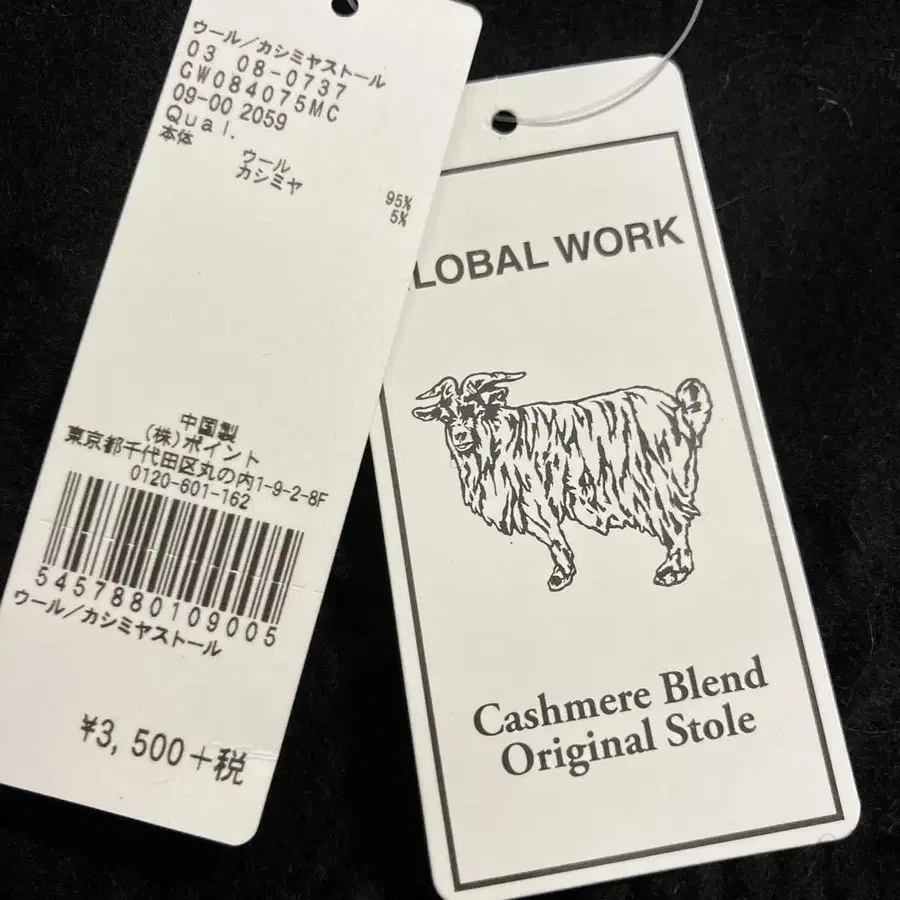 ウール/カシミヤストール
03 08-0737
GW084075MC
09-00 2059
Qual.
本体
ウール 95%
カシミヤ 5%
中国製
(株)ポイント
東京都千代田区丸の内1-9-2-8F
0120-601-162
5457880109005
ウール/カシミヤストール
¥3,500+税
LOBAL WORK
Cashmere Blend
Original Stole